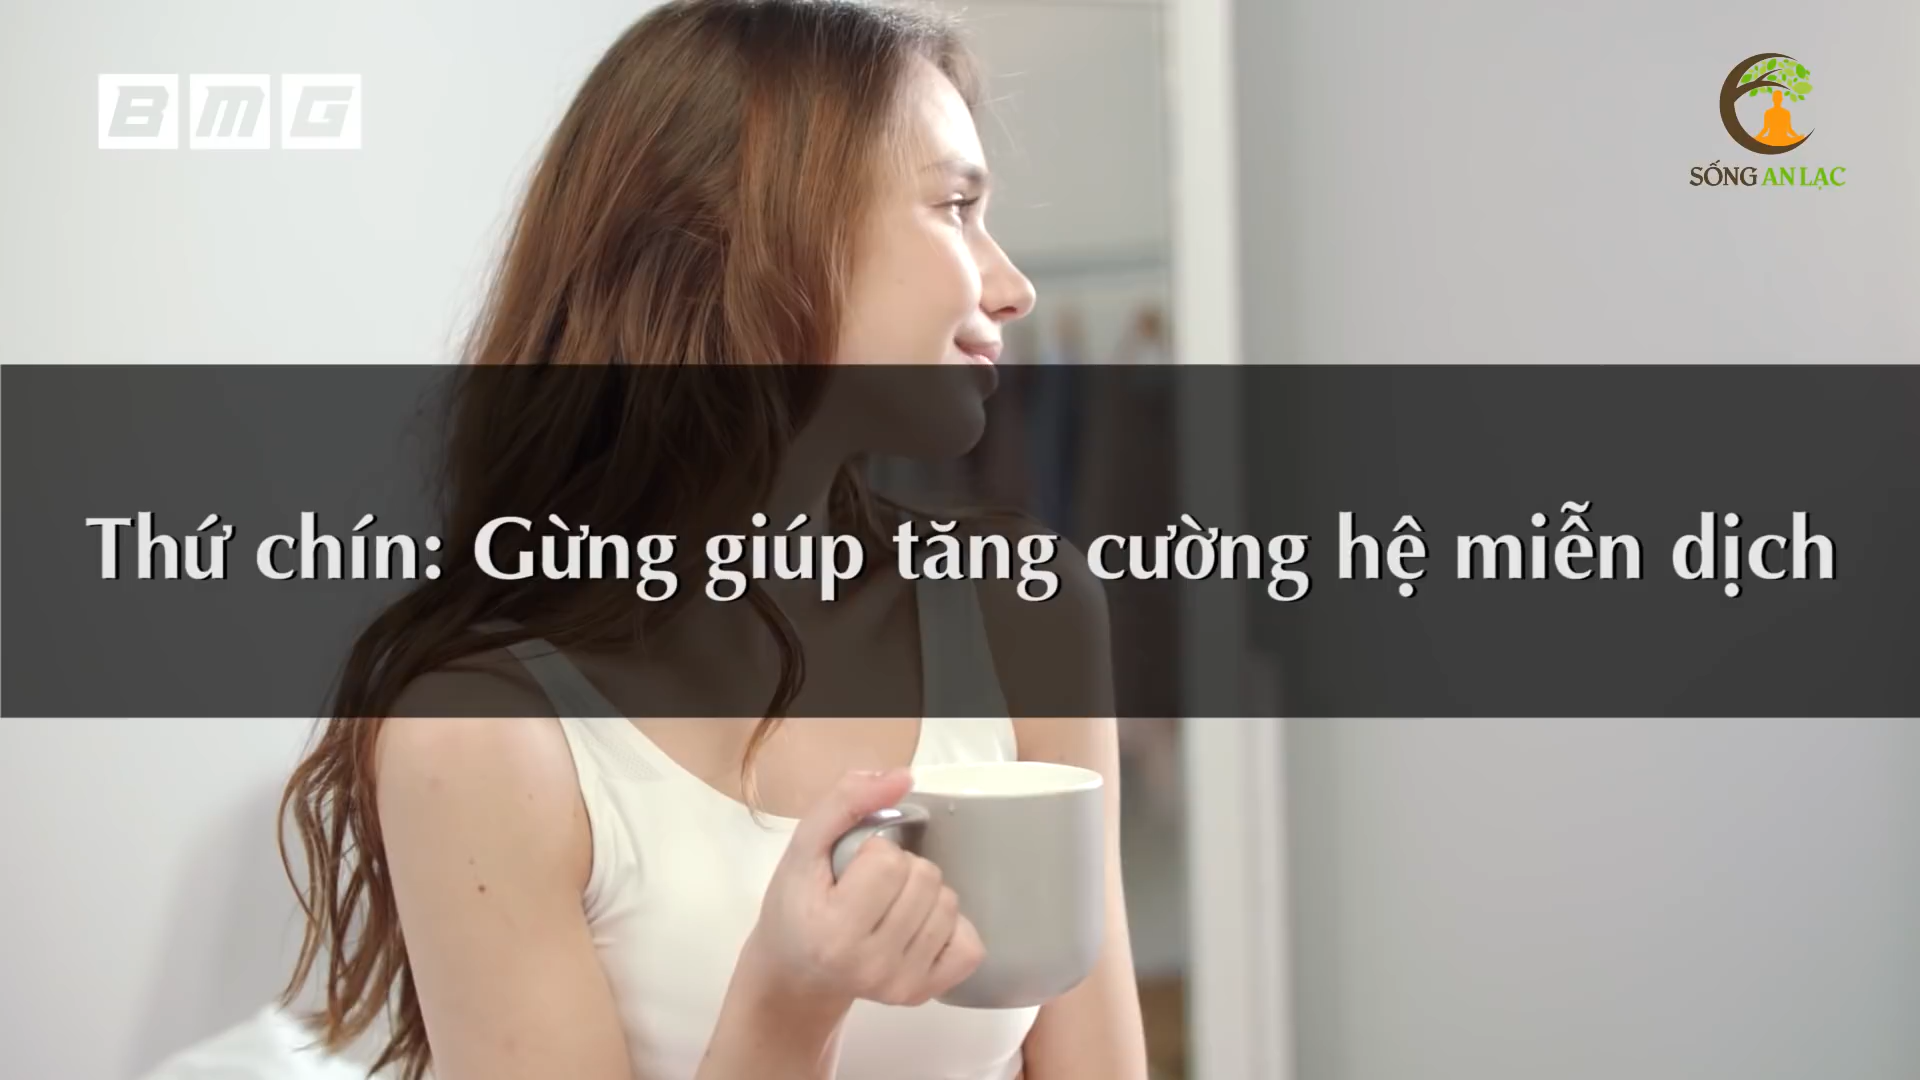 BMG
SỐNG AN LẠC
Thứ chín: Gừng giúp tăng cường hệ miễn dịch